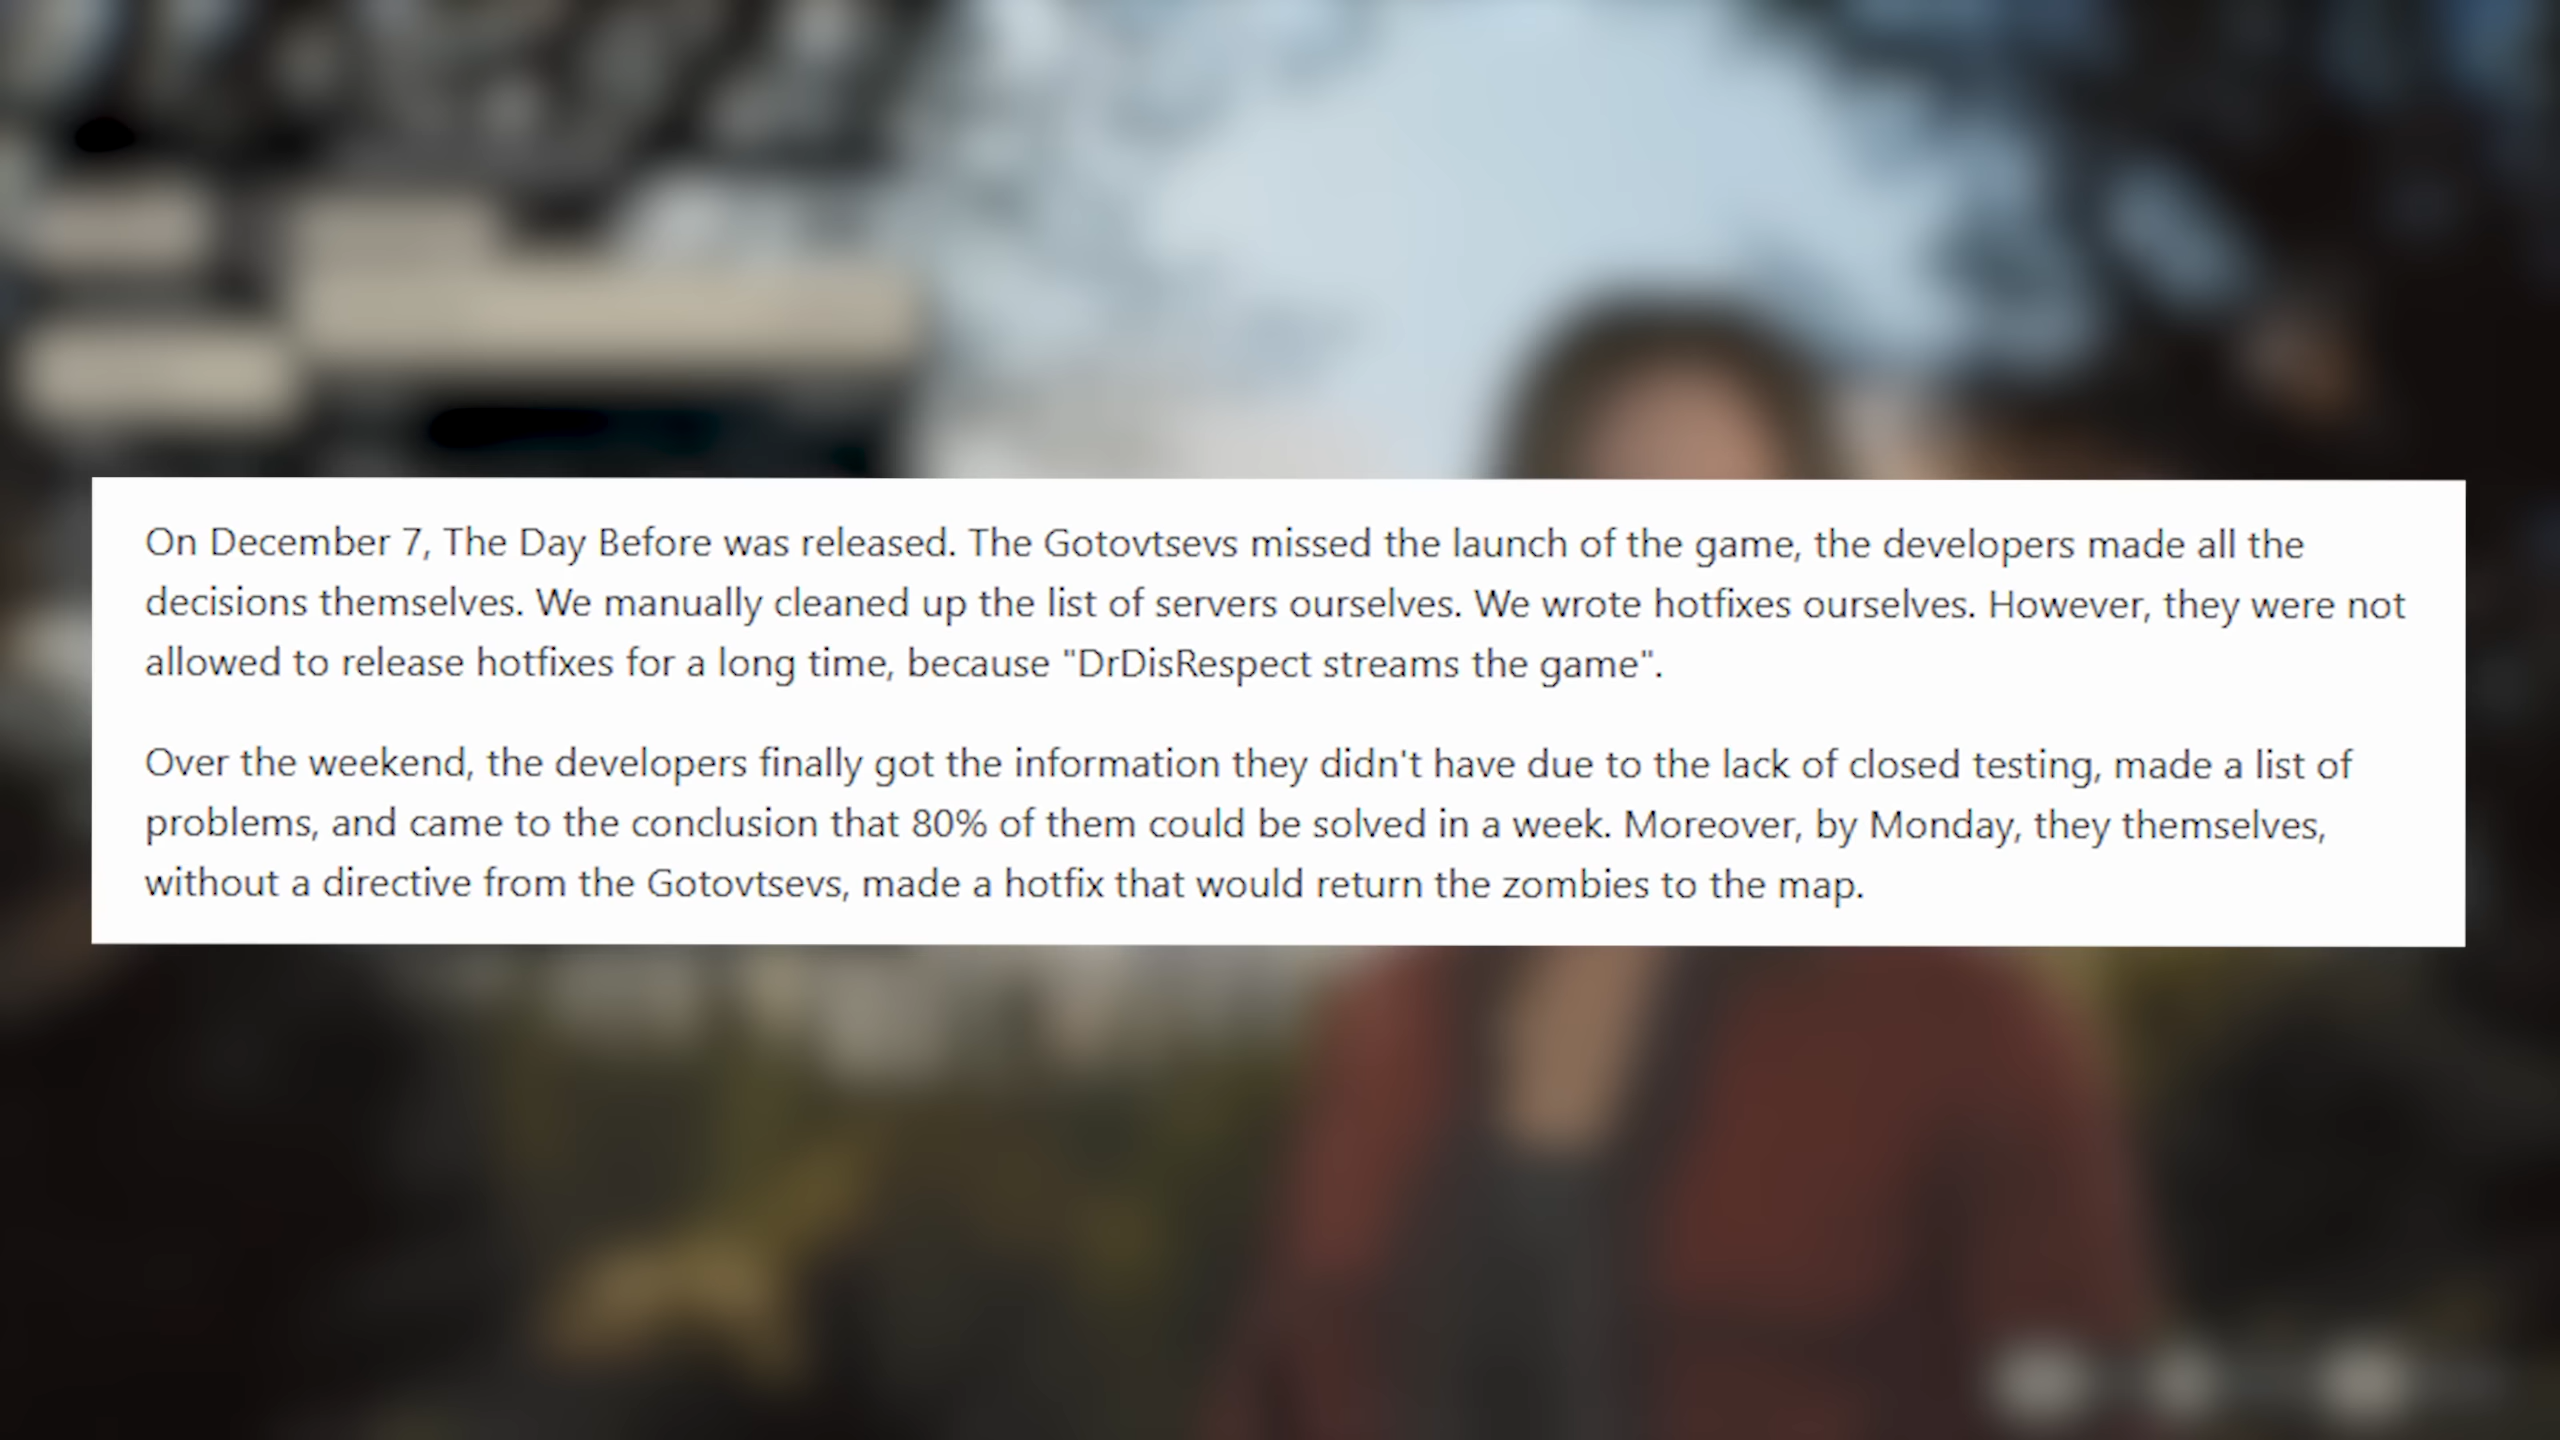 On December 7, The Day Before was released. The Gotovtsevs missed the launch of the game, the developers made all the
decisions themselves. We manually cleaned up the list of servers ourselves. We wrote hotfixes ourselves. However, they were not
allowed to release hotfixes for a long time, because "DrDisRespect streams the game".
Over the weekend, the developers finally got the information they didn't have due to the lack of closed testing, made a list of
problems, and came to the conclusion that 80% of them could be solved in a week. Moreover, by Monday, they themselves,
without a directive from the Gotovtsevs, made a hotfix that would return the zombies to the map.